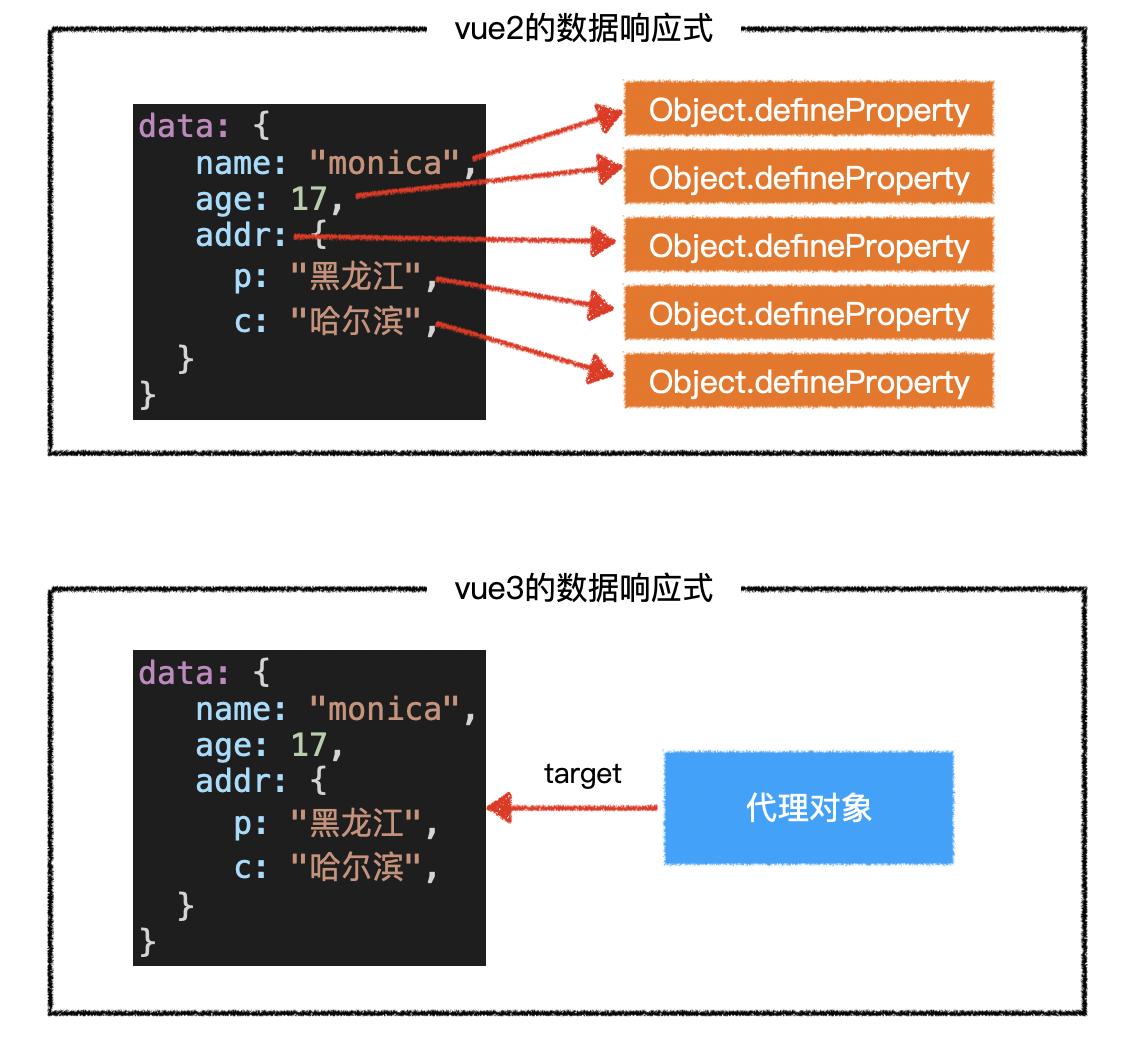 vue2的数据响应式
data: {
name: "monica",
age: 17,
addr: {
p: "黑龙江",
c: "哈尔滨",
}
}
Object.defineProperty
Object.defineProperty
Object.defineProperty
Object.defineProperty
Object.defineProperty
vue3的数据响应式
data: {
name: "monica",
age: 17,
addr: {
p: "黑龙江",
c: "哈尔滨",
}
}
target
代理对象